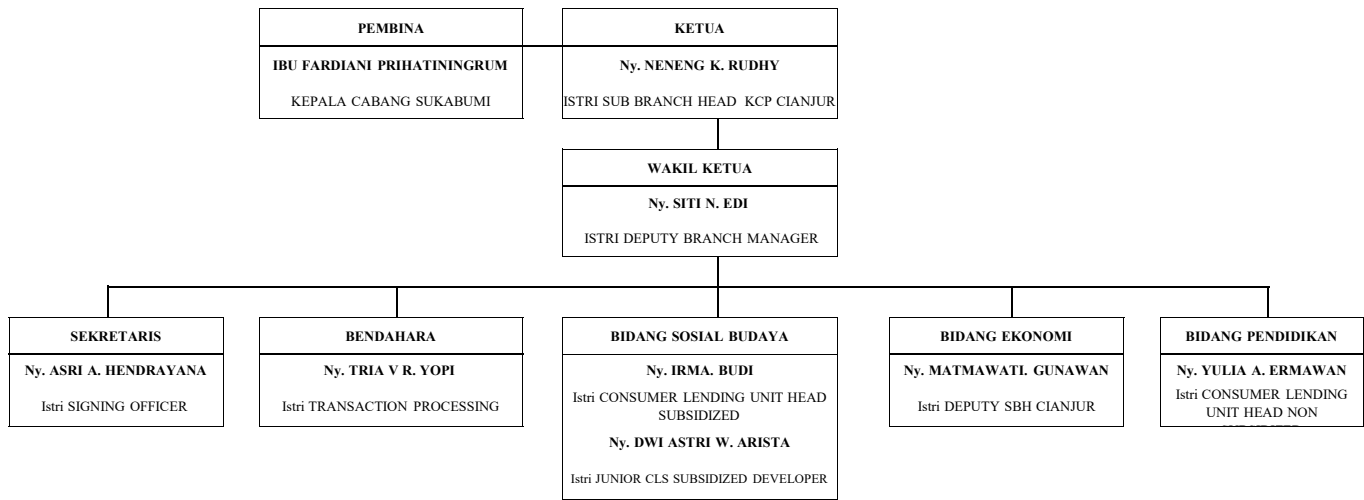 PEMBINA
IBU FARDIANI PRIHATININGRUM
KEPALA CABANG SUKABUMI
KETUA
Ny. NENENG K. RUDHY
ISTRI SUB BRANCH HEAD KCP CIANJUR
WAKIL KETUA
Ny. SITI N. EDI
ISTRI DEPUTY BRANCH MANAGER
SEKRETARIS
Ny. ASRI A. HENDRAYANA
Istri SIGNING OFFICER
BENDAHARA
Ny. TRIA V R. YOPI
Istri TRANSACTION PROCESSING
BIDANG SOSIAL BUDAYA
Ny. IRMA. BUDI
Istri CONSUMER LENDING UNIT HEAD
SUBSIDIZED
Ny. DWI ASTRI W. ARISTA
Istri JUNIOR CLS SUBSIDIZED DEVELOPER
BIDANG EKONOMI
Ny. MATMAWATI. GUNAWAN
Istri DEPUTY SBH CIANJUR
BIDANG PENDIDIKAN
Ny. YULIA A. ERMAWAN
Istri CONSUMER LENDING
UNIT HEAD NON